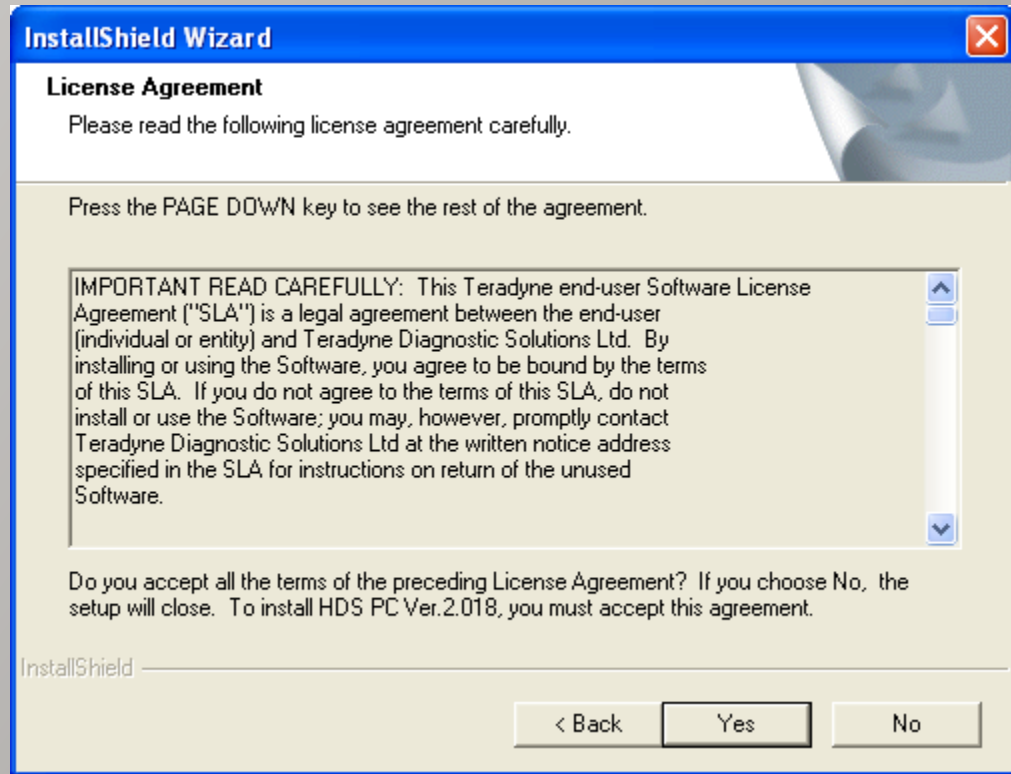 InstallShield Wizard
License Agreement
Please read the following license agreement carefully.
Press the PAGE DOWN key to see the rest of the agreement.
IMPORTANT READ CAREFULLY:  This Teradyne end-user Software License
Agreement ("SLA") is a legal agreement between the end-user
(individual or entity) and Teradyne Diagnostic Solutions Ltd.  By
installing or using the Software, you agree to be bound by the terms
of this SLA.  If you do not agree to the terms of this SLA, do not
install or use the Software; you may, however, promptly contact
Teradyne Diagnostic Solutions Ltd at the written notice address
specified in the SLA for instructions on return of the unused
Software.
Do you accept all the terms of the preceding License Agreement?  If you choose No,  the
setup will close.  To install HDS PC Ver.2.018, you must accept this agreement.
InstallShield
< Back
Yes
No